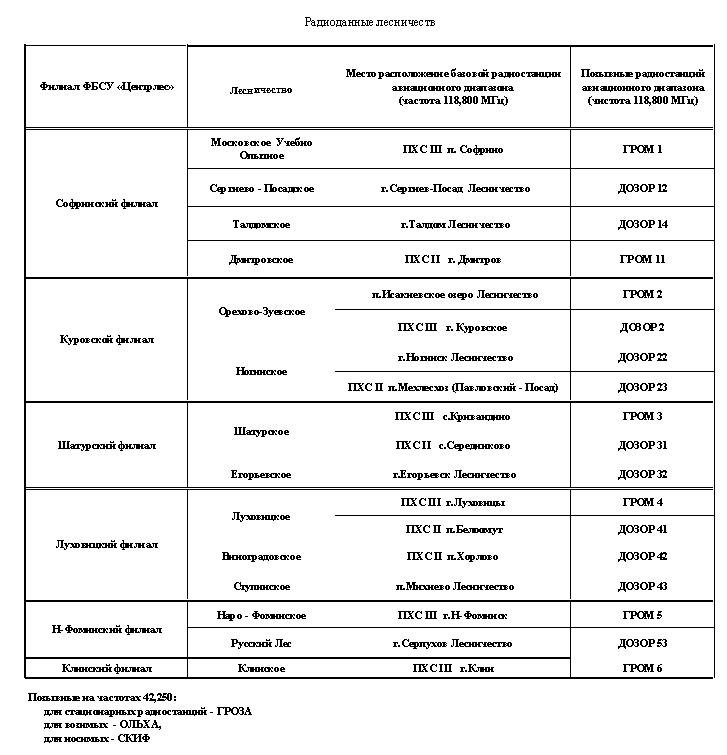 Радиоданные лесничеств
Филиал ФБСУ «Центрлес»
Лесничество
Место расположение базовой радиостанции
авиационного диапазона
(частота 118,800 МГц)
Позывные радиостанций
авиационного диапазона
(чистота 118,800 МГц)
Софринский филиал
Московское Учебно
Опытное
ПХС III п. Софрино
ГРОМ 1
Сергиево - Посадское
г.Сергиев-Посад Лесничество
ДОЗОР 12
Талдомское
г.Талдом Лесничество
ДОЗОР 14
Дмитровское
ПХС II г. Дмитров
ГРОМ 11
Куровской филиал
Орехово-Зуевское
п.Исакиевское озеро Лесничество
ГРОМ 2
ПХС III г. Куровское
ДОЗОР 2
Ногинское
г.Ногинск Лесничество
ДОЗОР 22
ПХС II п.Мехлесхоз (Павловский - Посад)
ДОЗОР 23
Шатурский филиал
Шатурское
ПХС III с.Кривандино
ГРОМ 3
ПХС II с.Середниково
ДОЗОР 31
Егорьевское
г.Егорьевск Лесничество
ДОЗОР 32
Луховицкий филиал
Луховицкое
ПХС III г.Луховицы
ГРОМ 4
ПХС II п.Белоомут
ДОЗОР 41
Виноградовское
ПХС II п.Хорлово
ДОЗОР 42
Ступинское
п.Михнево Лесничество
ДОЗОР 43
Н-Фоминский филиал
Наро - Фоминское
ПХС III г.Н-Фоминск
ГРОМ 5
Русский Лес
г.Серпухов Лесничество
ДОЗОР 53
Клинский филиал
Клинское
ПХС III г.Клин
ГРОМ 6
Позывные на частотах 42,250:
для стационарных радиостанций - ГРОЗА
для возимых - ОЛЬХА,
для носимых - СКИФ